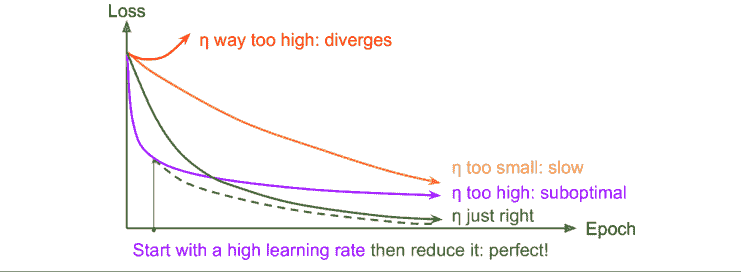 Loss
η way too high: diverges
η too small: slow
η too high: suboptimal
η just right
Epoch
Start with a high learning rate then reduce it: perfect!